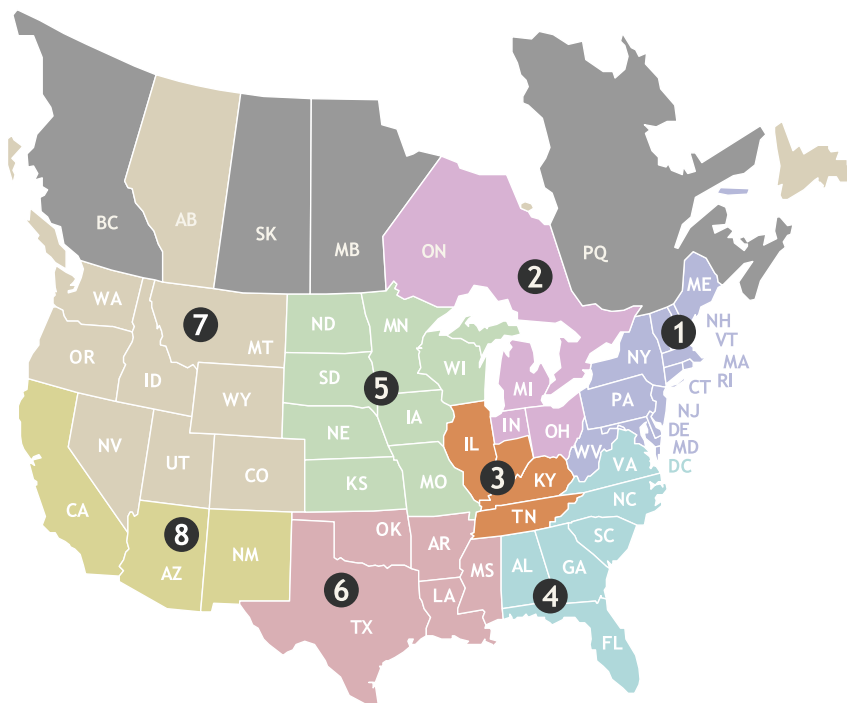 BC
AB
SK
MB
ON
PQ
2
WA
MT
7
ND
MN
ME
NH
1
VT
OR
ID
WY
SD
5
WI
MI
NY
MA
RI
CT
NV
UT
CO
NE
IA
IL
IN
OH
PA
NJ
DE
MD
DC
WV
VA
KS
MO
3
KY
TN
NC
SC
CA
8
AZ
NM
OK
AR
MS
AL
GA
4
6
TX
LA
FL